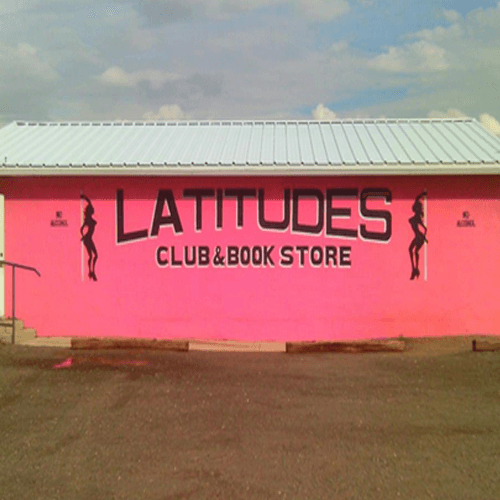 LATITUDES
CLUB & BOOK STORE
NO
ALCOHOL
NO
ALCOHOL